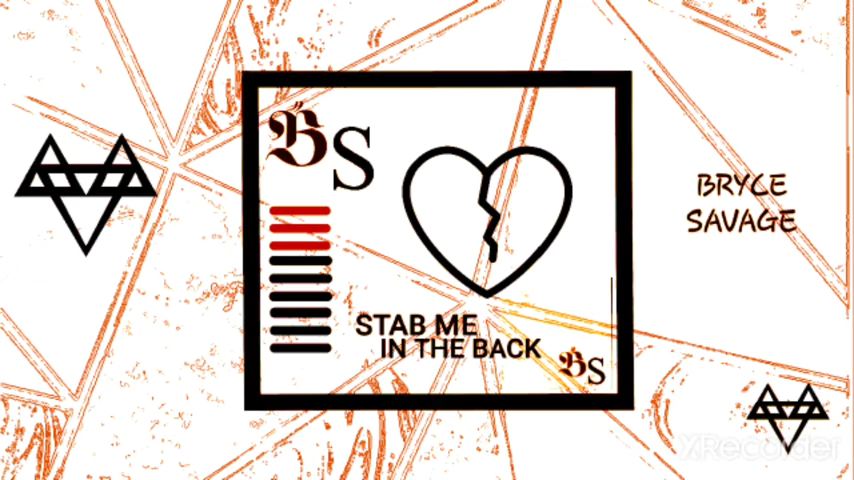 BS
BRYCE
SAVAGE
STAB ME
IN THE BACK
BS
XRecorder